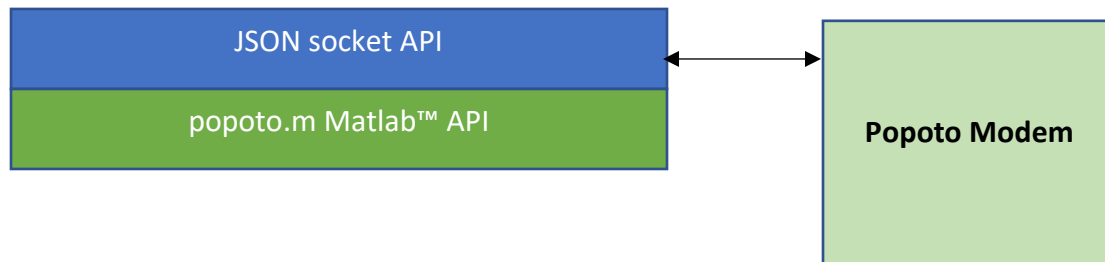 JSON socket API
popoto.m Matlab™ API
Popoto Modem